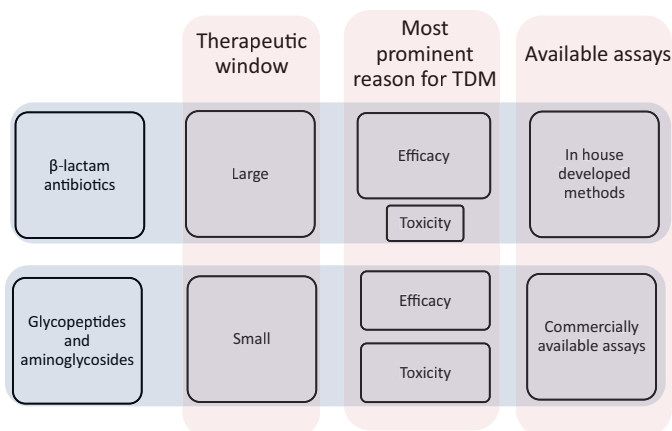 Therapeutic
window
Most
prominent
reason for TDM
Available assays
β-lactam
antibiotics
Large
Efficacy
Toxicity
In house
developed
methods
Glycopeptides
and
aminoglycosides
Small
Efficacy
Toxicity
Commercially
available assays